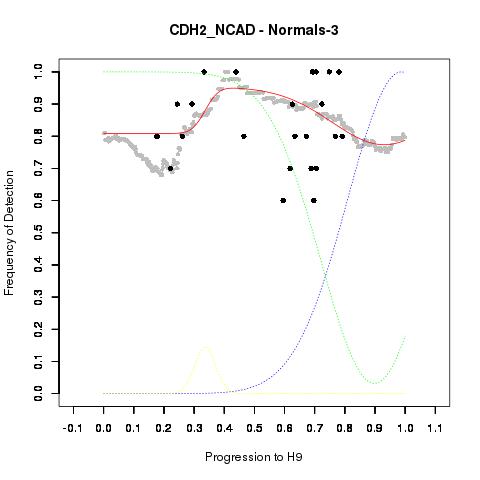 CDH2_NCAD - Normals-3
Frequency of Detection
1.0
0.9
0.8
0.7
0.6
0.5
0.4
0.3
0.2
0.1
0.0
-0.1 0.0 0.1 0.2 0.3 0.4 0.5 0.6 0.7 0.8 0.9 1.0 1.1
Progression to H9